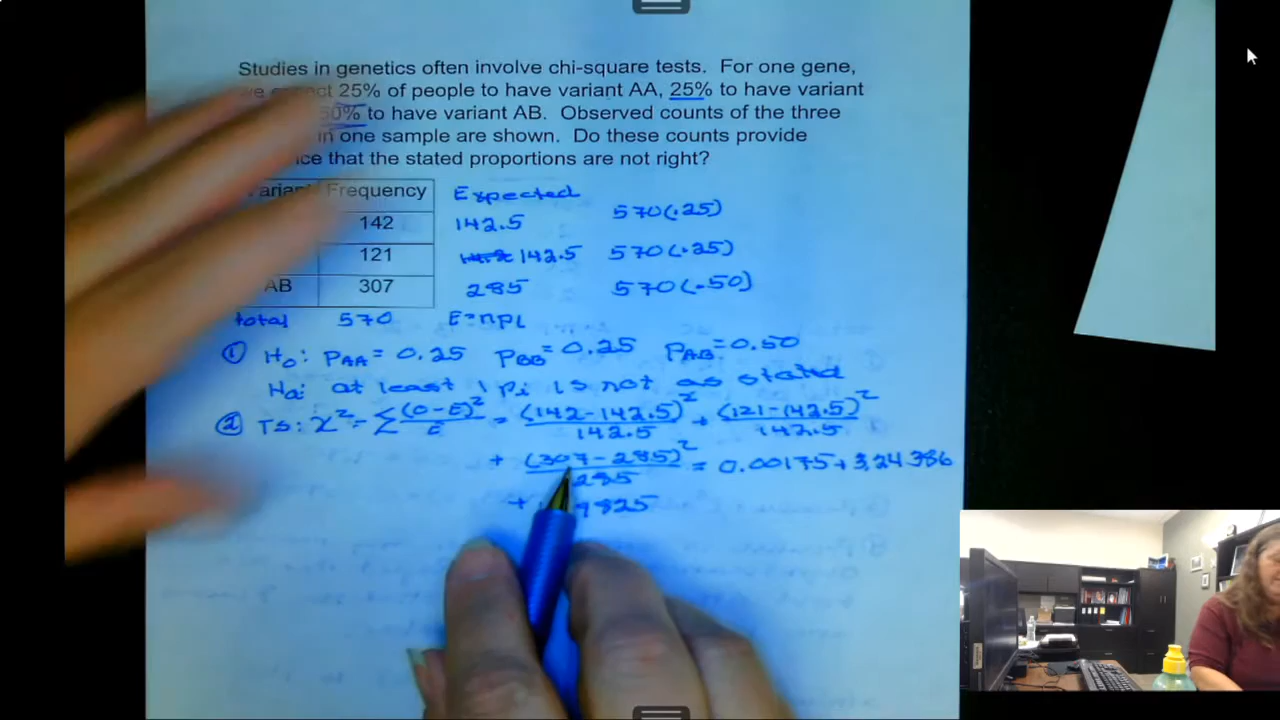 Studies in genetics often involve chi-square tests. For one gene,
25% of people to have variant AA, 25% to have variant
50% to have variant AB. Observed counts of the three
in one sample are shown. Do these counts provide
that the stated proportions are not right?
Frequency Expected
142 142.5 570(.25)
121 142.5 570(.25)
AB 307 285 570(.50)
total 570 E=npi
① H₀: pAA = 0.25 pBB = 0.25 pAB = 0.50
Ha: at least 1 pi is not as stated
② TS: χ² = Σ (O-E)²/E = (142-142.5)²/142.5 + (121-142.5)²/142.5
+ (307-285)²/285 = 0.00175 + 3.24386
+ 9825